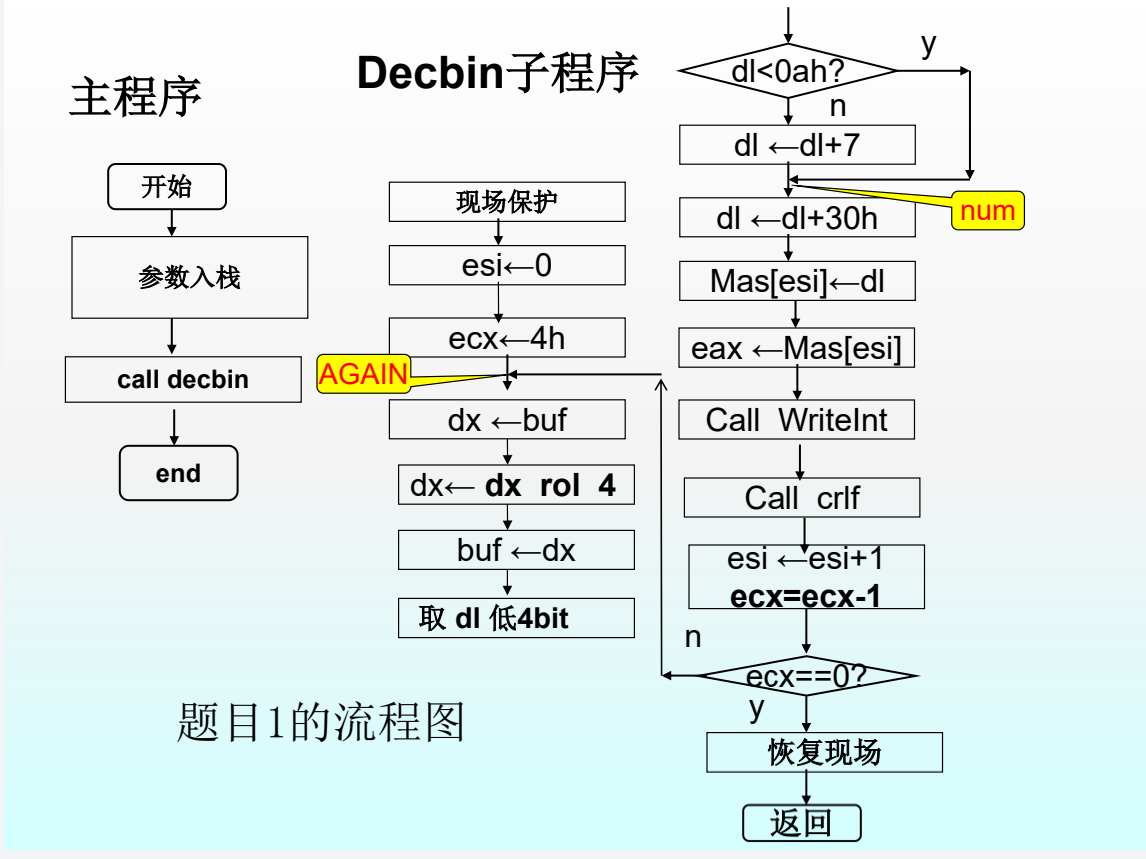 主程序
开始
参数入栈
call decbin
end
Decbin子程序
现场保护
esi←0
ecx←4h
AGAIN
dx ←buf
dx← dx rol 4
buf ←dx
取 dl 低4bit
dl<0ah?
y
n
dl ←dl+7
num
dl ←dl+30h
Mas[esi]←dl
eax ←Mas[esi]
Call WriteInt
Call crlf
esi ←esi+1
ecx=ecx-1
n
ecx==0?
y
恢复现场
返回
题目1的流程图